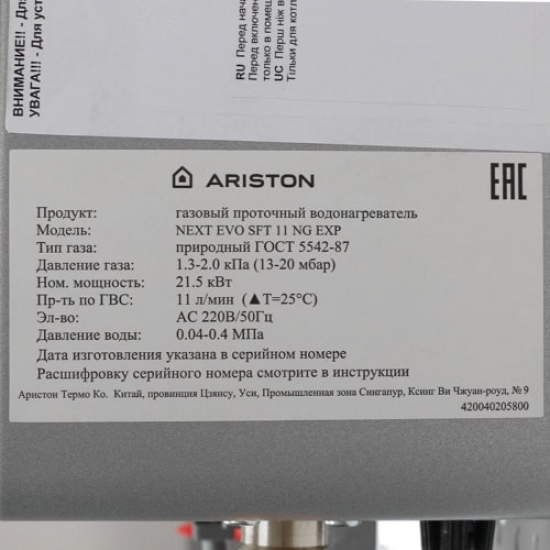 ВНИМАНИЕ!! - Для
УВАГА!!! - Для уст
RU Перед нача
Перед включен
только в помещ
UC Перш ніж в
Тільки для котл
ARISTON
EAC
Продукт: газовый проточный водонагреватель
Модель: NEXT EVO SFT 11 NG EXP
Тип газа: природный ГОСТ 5542-87
Давление газа: 1.3-2.0 кПа (13-20 мбар)
Ном. мощность: 21.5 кВт
Пр-ть по ГВС: 11 л/мин (▲T=25°C)
Эл-во: AC 220В/50Гц
Давление воды: 0.04-0.4 МПа
Дата изготовления указана в серийном номере
Расшифровку серийного номера смотрите в инструкции
Аристон Термо Ко. Китай, провинция Цзянсу, Уси, Промышленная зона Сингапур, Ксинг Ви Чжуан-роуд, № 9
420040205800